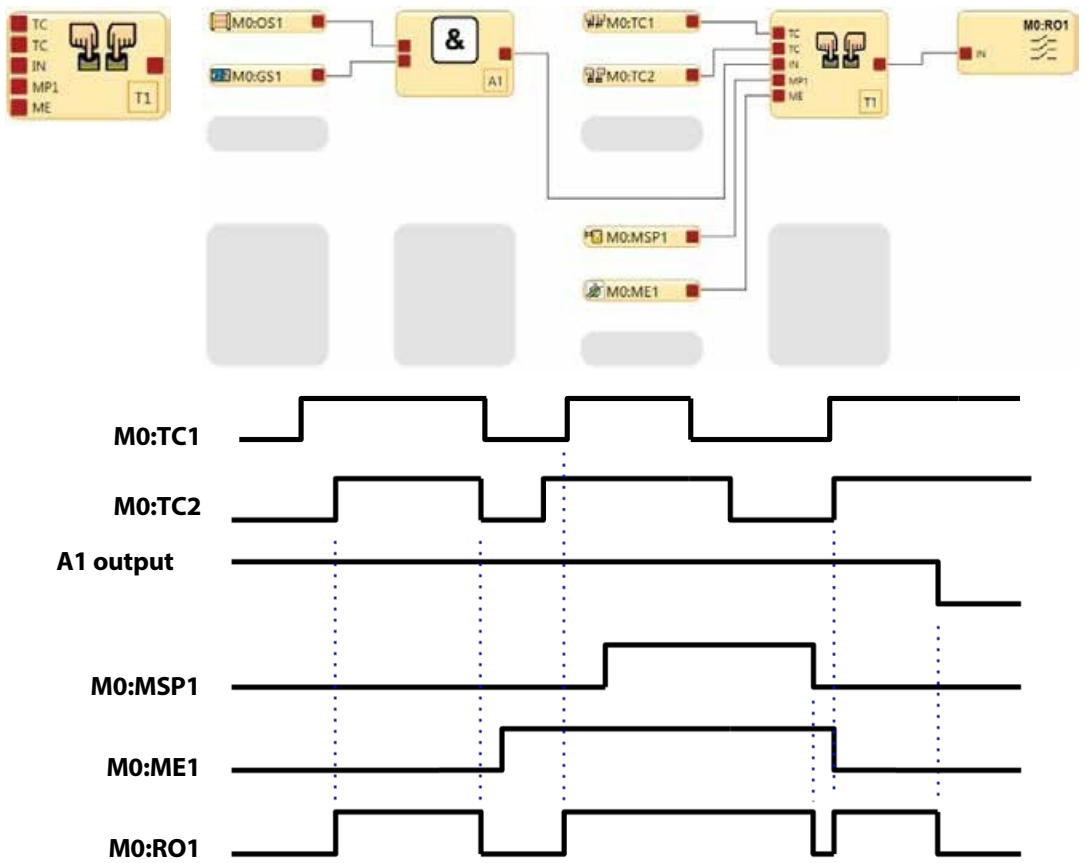 TC
TC
IN
MP1
ME
T1
M0:OS1
M0:GS1
&
A1
M0:TC1
M0:TC2
TC
TC
IN
MP1
ME
T1
M0:RO1
IN
M0:MSP1
M0:ME1
M0:TC1
M0:TC2
A1 output
M0:MSP1
M0:ME1
M0:RO1